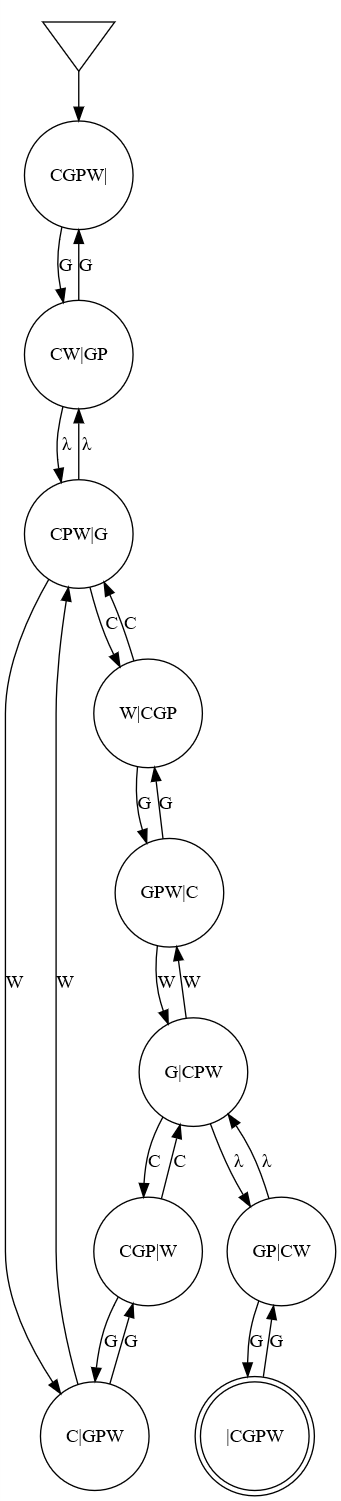 CGPW|
G G
CW|GP
λ λ
CPW|G
C C
W|CGP
G G
GPW|C
W W W W
G|CPW
C C λ λ
CGP|W GP|CW
G G G G
C|GPW |CGPW